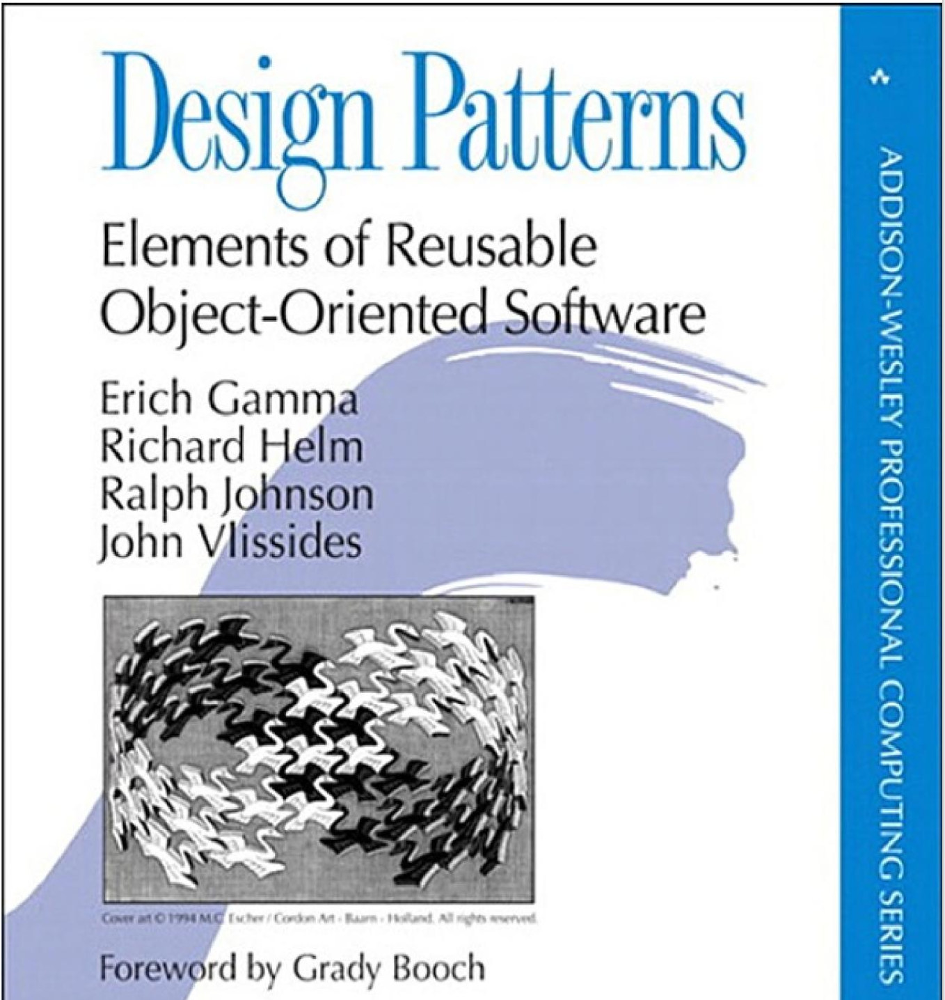 Design Patterns
Elements of Reusable
Object-Oriented Software
Erich Gamma
Richard Helm
Ralph Johnson
John Vlissides
Cover art © 1994 M.C. Escher / Cordon Art - Baarn - Holland. All rights reserved.
Foreword by Grady Booch
ADDISON-WESLEY PROFESSIONAL COMPUTING SERIES